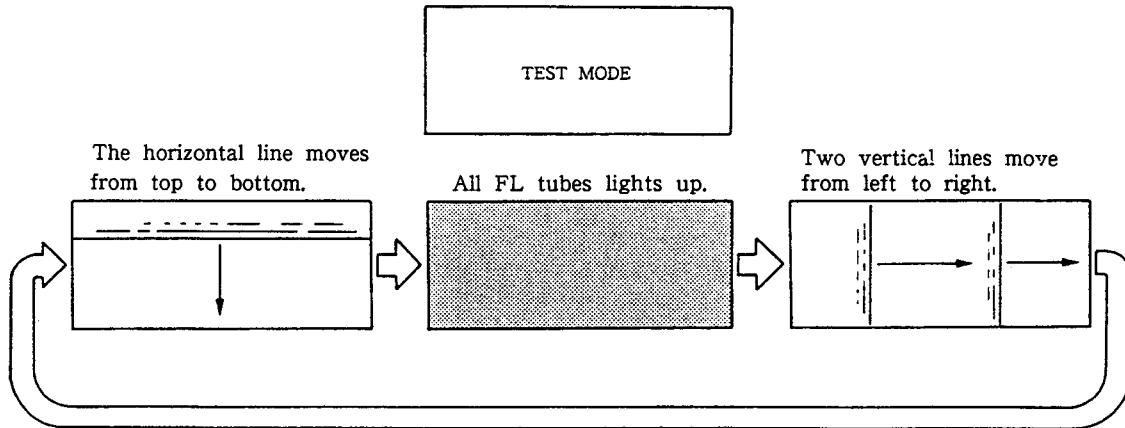 TEST MODE
The horizontal line moves
from top to bottom.
All FL tubes lights up.
Two vertical lines move
from left to right.